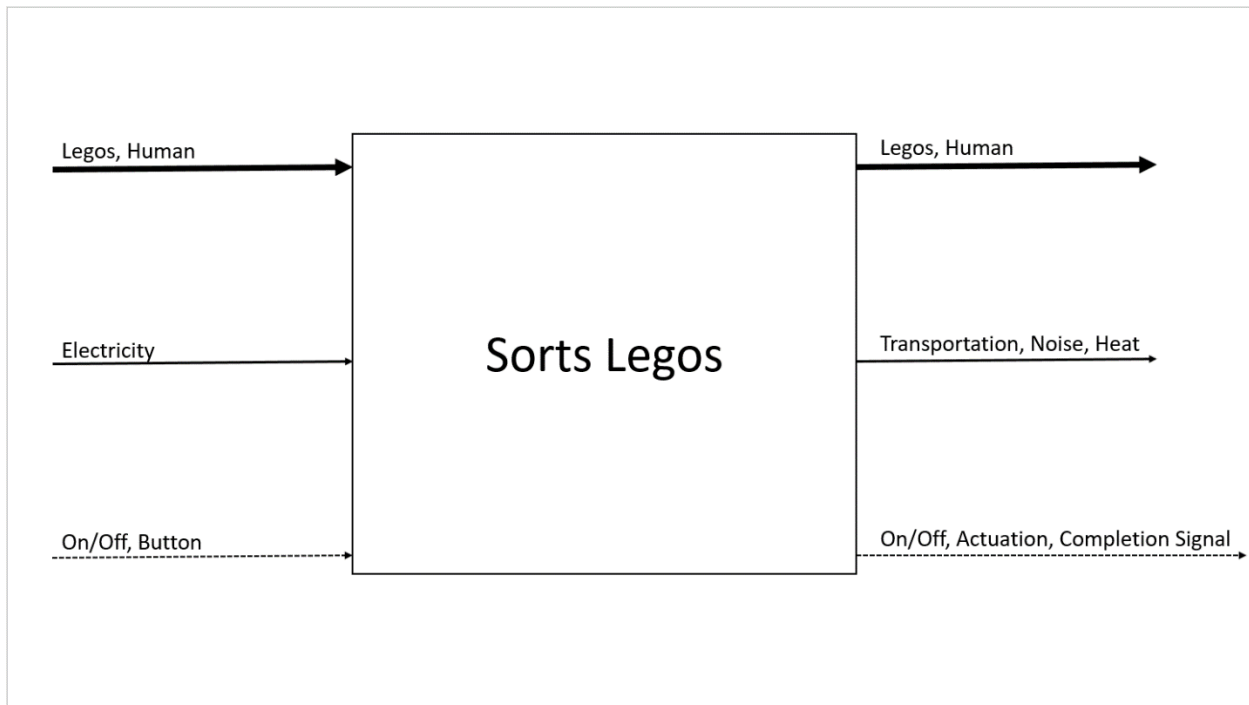 Legos, Human
Legos, Human
Electricity
Sorts Legos
Transportation, Noise, Heat
On/Off, Button
On/Off, Actuation, Completion Signal